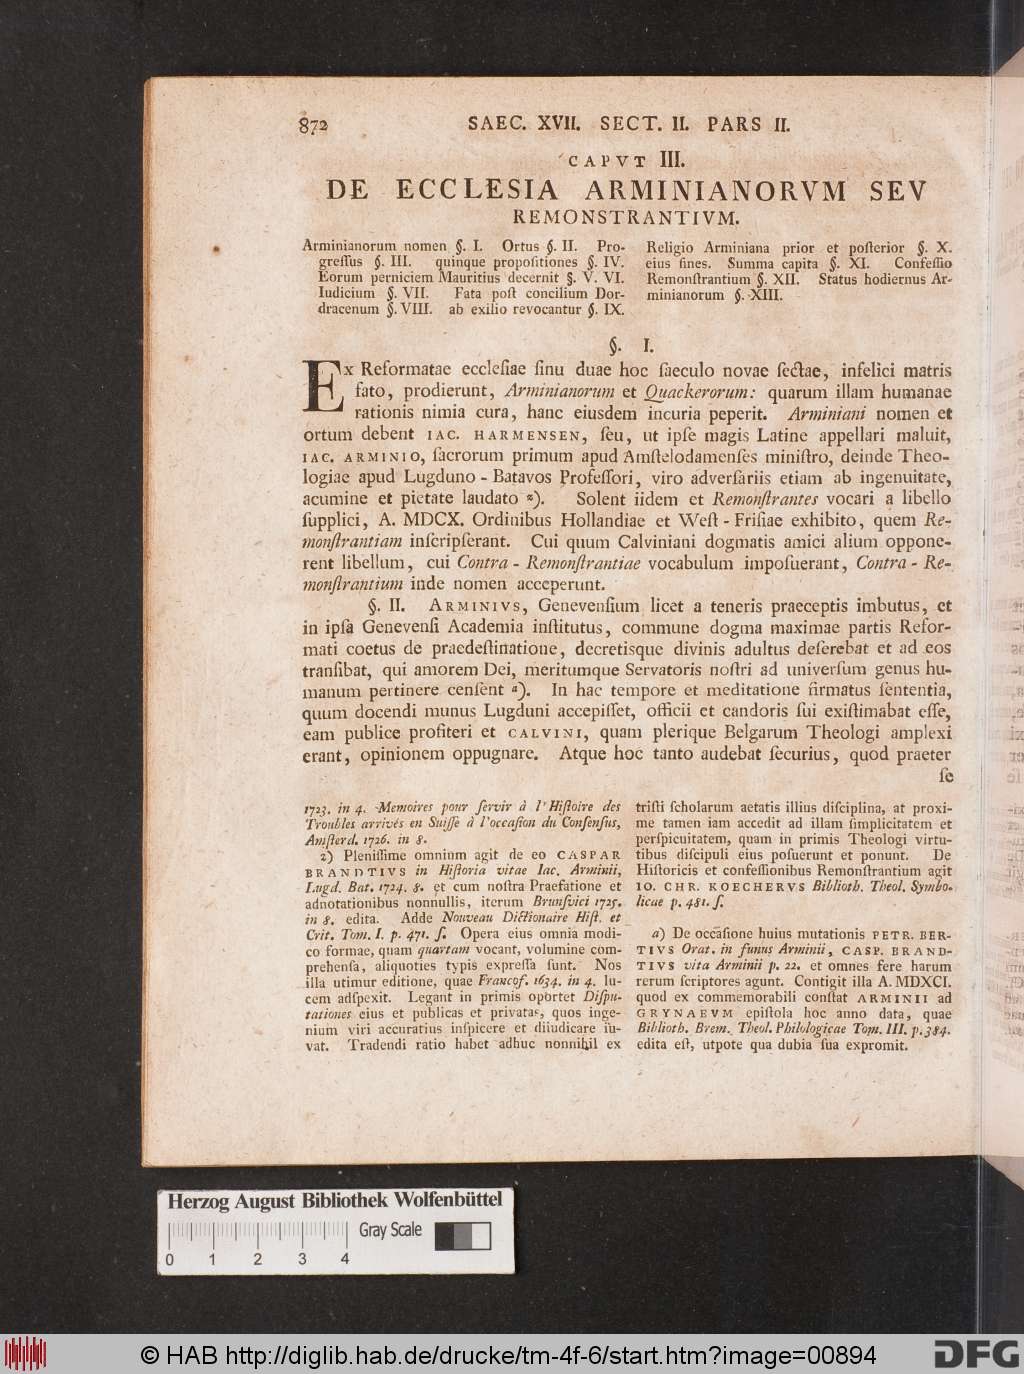 872 SAEC. XVII. SECT. II. PARS II.
CAPVT III.
DE ECCLESIA ARMINIANORVM SEV
REMONSTRANTIVM.
Arminianorum nomen §. I. Ortus §. II. Pro-
greſſus §. III. quinque propoſitiones §. IV.
Eorum perniciem Mauritius decernit §. V. VI.
Iudicium §. VII. Fata poſt concilium Dor-
dracenum §. VIII. ab exilio revocantur §. IX.
Religio Arminiana prior et poſterior §. X.
eius fines. Summa capita §. XI. Confeſſio
Remonſtrantium §. XII. Status hodiernus Ar-
minianorum §. XIII.
§. I.
Ex Reformatae eccleſiae ſinu duae hoc ſaeculo novae ſectae, infelici matris
fato, prodierunt, Arminianorum et Quackerorum: quarum illam humanae
rationis nimia cura, hanc eiusdem incuria peperit. Arminiani nomen et
ortum debent IAC. HARMENSEN, ſeu, ut ipſe magis Latine appellari maluit,
IAC. ARMINIO, ſacrorum primum apud Amſtelodamenſes miniſtro, deinde Theo-
logiae apud Lugduno - Batavos Profeſſori, viro adverſariis etiam ab ingenuitate,
acumine et pietate laudato z). Solent iidem et Remonſtrantes vocari a libello
ſupplici, A. MDCX. Ordinibus Hollandiae et Weſt - Friſiae exhibito, quem Re-
monſtrantiam inſcripſerant. Cui quum Calviniani dogmatis amici alium oppone-
rent libellum, cui Contra - Remonſtrantiae vocabulum impoſuerant, Contra - Re-
monſtrantium inde nomen acceperunt.
§. II. ARMINIVS, Genevenſium licet a teneris praeceptis imbutus, et
in ipſa Genevenſi Academia inſtitutus, commune dogma maximae partis Refor-
mati coetus de praedeſtinatione, decretisque divinis adultus deſerebat et ad eos
tranſibat, qui amorem Dei, meritumque Servatoris noſtri ad univerſum genus hu-
manum pertinere cenſent a). In hac tempore et meditatione firmatus ſententia,
quum docendi munus Lugduni accepiſſet, officii et candoris ſui exiſtimabat eſſe,
eam publice profiteri et CALVINI, quam plerique Belgarum Theologi amplexi
erant, opinionem oppugnare. Atque hoc tanto audebat ſecurius, quod praeter
ſe
1723. in 4. Memoires pour ſervir à l'Hiſtoire des
Troubles arrivés en Suiſſe à l'occaſion du Conſenſus,
Amſterd. 1726. in 8.
z) Pleniſſime omnium agit de eo CASPAR
BRANDTIVS in Hiſtoria vitae Iac. Arminii,
Lugd. Bat. 1724. 8. et cum noſtra Praefatione et
adnotationibus nonnullis, iterum Brunſvici 1725.
in 8. edita. Adde Nouveau Dictionaire Hiſt. et
Crit. Tom. I. p. 471. ſ. Opera eius omnia modi-
co formae, quam quartam vocant, volumine com-
prehenſa, aliquoties typis expreſſa ſunt. Nos
illa utimur editione, quae Francof. 1634. in 4. lu-
cem adſpexit. Legant in primis oportet Diſpu-
tationes eius et publicas et privatas, quos inge-
nium viri accuratius inſpicere et diiudicare iu-
vat. Tradendi ratio habet adhuc nonnihil ex
triſti ſcholarum aetatis illius diſciplina, at proxi-
me tamen iam accedit ad illam ſimplicitatem et
perſpicuitatem, quam in primis Theologi virtu-
tibus diſcipuli eius poſuerunt et ponunt. De
Hiſtoricis et confeſſionibus Remonſtrantium agit
IO. CHR. KOECHERVS Biblioth. Theol. Symbo-
licae p. 481. ſ.
a) De occaſione huius mutationis PETR. BER-
TIVS Orat. in funus Arminii, CASP. BRAND-
TIVS vita Arminii p. 22. et omnes fere harum
rerum ſcriptores agunt. Contigit illa A. MDXCI.
quod ex commemorabili conſtat ARMINII ad
GRYNAEVM epiſtola hoc anno data, quae
Biblioth. Brem. Theol. Philologicae Tom. III. p. 384.
edita eſt, utpote qua dubia ſua expromit.
Herzog August Bibliothek Wolfenbüttel
Gray Scale
0 1 2 3 4
© HAB http://diglib.hab.de/drucke/tm-4f-6/start.htm?image=00894
DFG